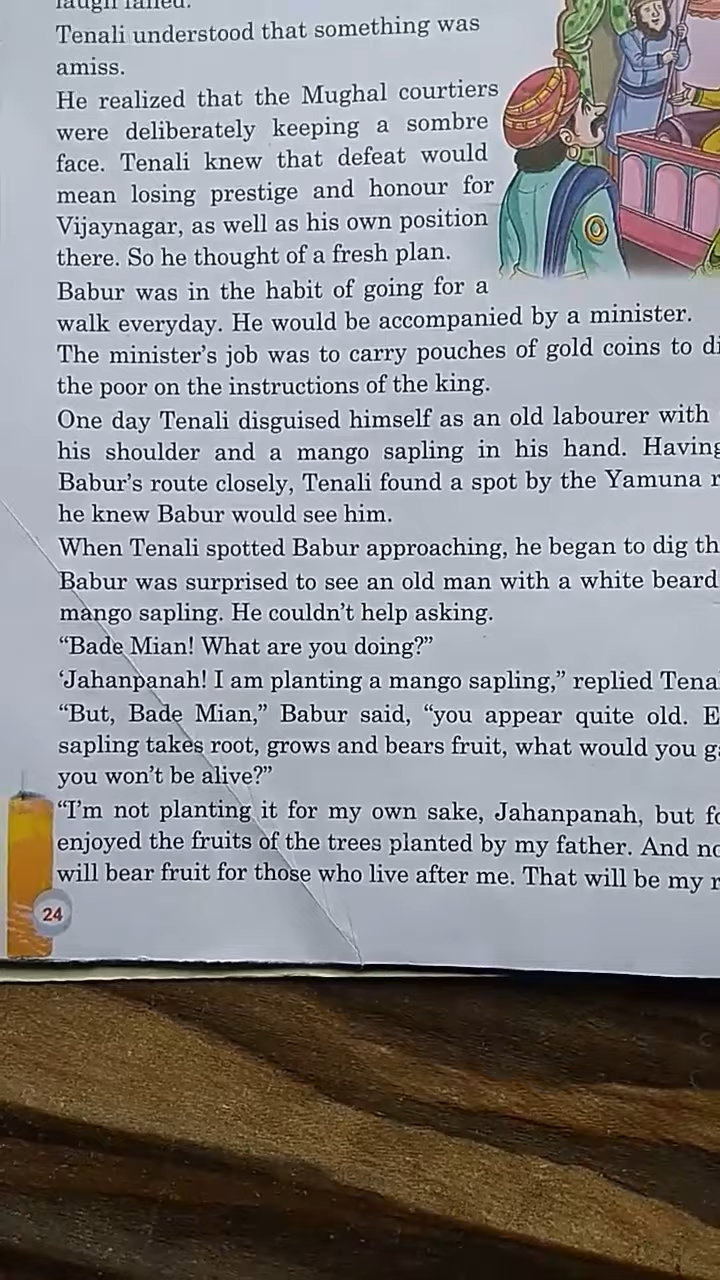 laugh failed.
Tenali understood that something was
amiss.
He realized that the Mughal courtiers
were deliberately keeping a sombre
face. Tenali knew that defeat would
mean losing prestige and honour for
Vijaynagar, as well as his own position
there. So he thought of a fresh plan.
Babur was in the habit of going for a
walk everyday. He would be accompanied by a minister.
The minister's job was to carry pouches of gold coins to
the poor on the instructions of the king.
One day Tenali disguised himself as an old labourer with
his shoulder and a mango sapling in his hand. Having
Babur's route closely, Tenali found a spot by the Yamuna
he knew Babur would see him.
When Tenali spotted Babur approaching, he began to dig
Babur was surprised to see an old man with a white beard
mango sapling. He couldn't help asking.
“Bade Mian! What are you doing?”
‘Jahanpanah! I am planting a mango sapling,” replied
“But, Bade Mian,” Babur said, “you appear quite old.
sapling takes root, grows and bears fruit, what would you
you won't be alive?”
“I'm not planting it for my own sake, Jahanpanah, but
enjoyed the fruits of the trees planted by my father. And
will bear fruit for those who live after me. That will be my
24